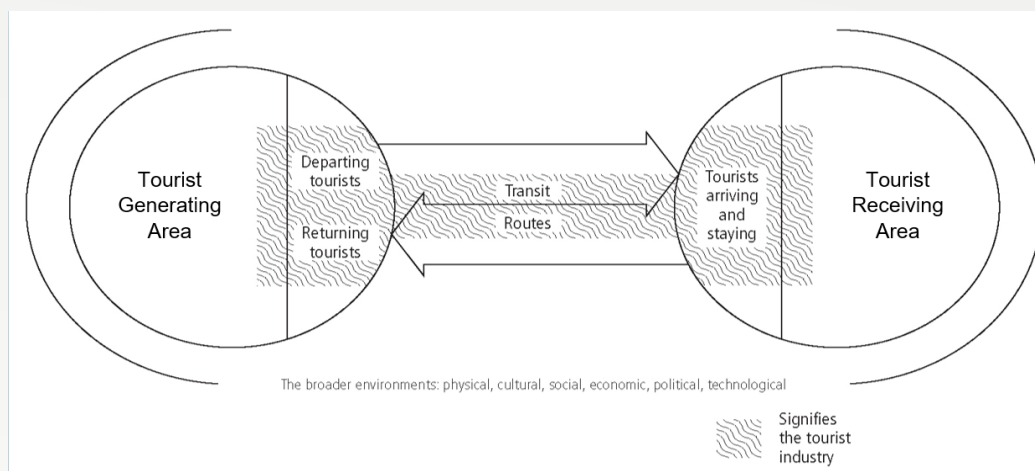 Tourist
Generating
Area
Departing
tourists
Returning
tourists
Transit
Routes
Tourists
arriving
and
staying
Tourist
Receiving
Area
The broader environments: physical, cultural, social, economic, political, technological
Signifies
the tourist
industry